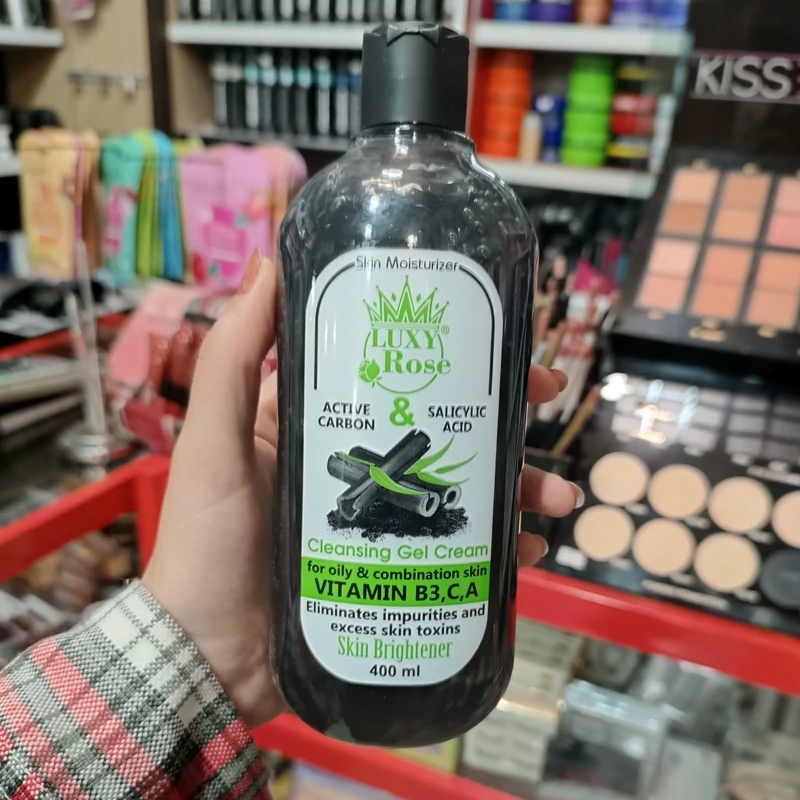 KISS
Skin Moisturizer
LUXY®
Rose
ACTIVE
CARBON
&
SALICYLIC
ACID
Cleansing Gel Cream
for oily & combination skin
VITAMIN B3,C,A
Eliminates impurities and
excess skin toxins
Skin Brightener
400 ml